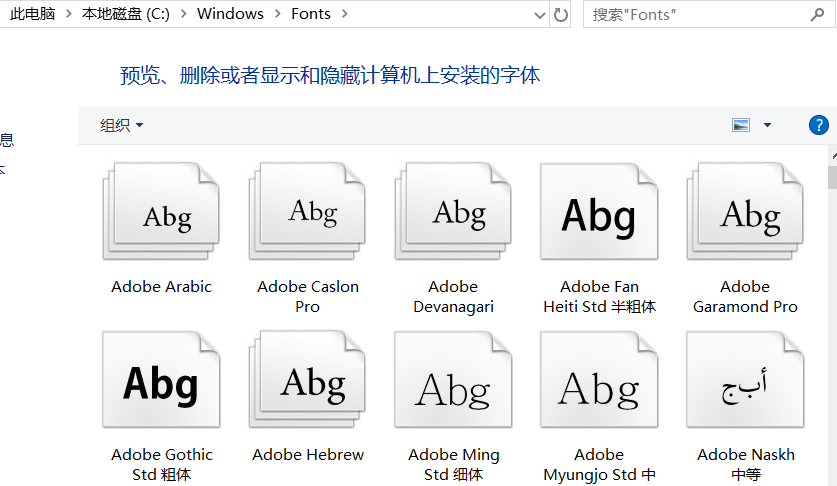 此电脑 > 本地磁盘 (C:) > Windows > Fonts >
搜索"Fonts"
预览、删除或者显示和隐藏计算机上安装的字体
息
组织
?
Abg Abg Abg Abg Abg
Adobe Arabic Adobe Caslon Adobe Adobe Fan Adobe
Pro Devanagari Heiti Std 半粗体 Garamond Pro
Abg Abg Abg Abg أب‌ج
Adobe Gothic Adobe Hebrew Adobe Ming Adobe Adobe Naskh
Std 粗体 Std 细体 Myungjo Std 中 中等